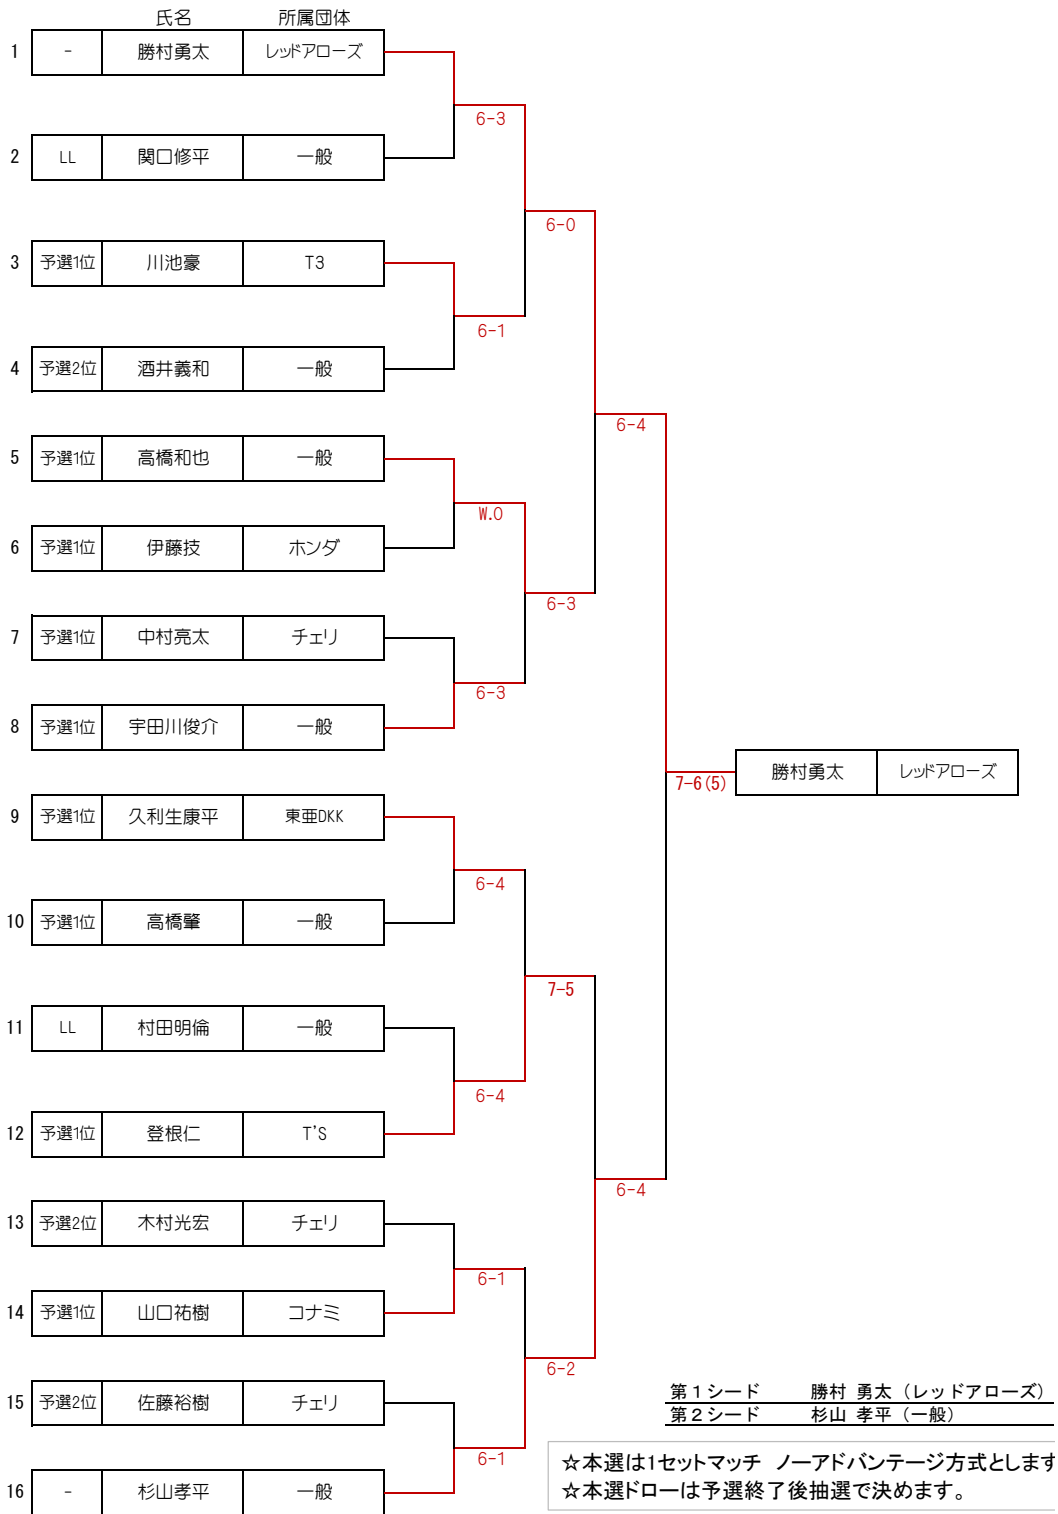 氏名 所属団体
1 - 勝村勇太 レッドアローズ
6-3
2 LL 関口修平 一般
6-0
3 予選1位 川池豪 T3
6-1
4 予選2位 酒井義和 一般
6-4
5 予選1位 高橋和也 一般
W.O
6 予選1位 伊藤技 ホンダ
6-3
7 予選1位 中村亮太 チェリ
6-3
8 予選1位 宇田川俊介 一般
7-6(5) 勝村勇太 レッドアローズ
9 予選1位 久利生康平 東亜DKK
6-4
10 予選1位 高橋肇 一般
7-5
11 LL 村田明倫 一般
6-4
12 予選1位 登根仁 T'S
6-4
13 予選2位 木村光宏 チェリ
6-1
14 予選1位 山口祐樹 コナミ
6-2
15 予選2位 佐藤裕樹 チェリ
6-1
16 - 杉山孝平 一般
第1シード 勝村 勇太（レッドアローズ）
第2シード 杉山 孝平（一般）
☆本選は1セットマッチ ノーアドバンテージ方式とします
☆本選ドローは予選終了後抽選で決めます。